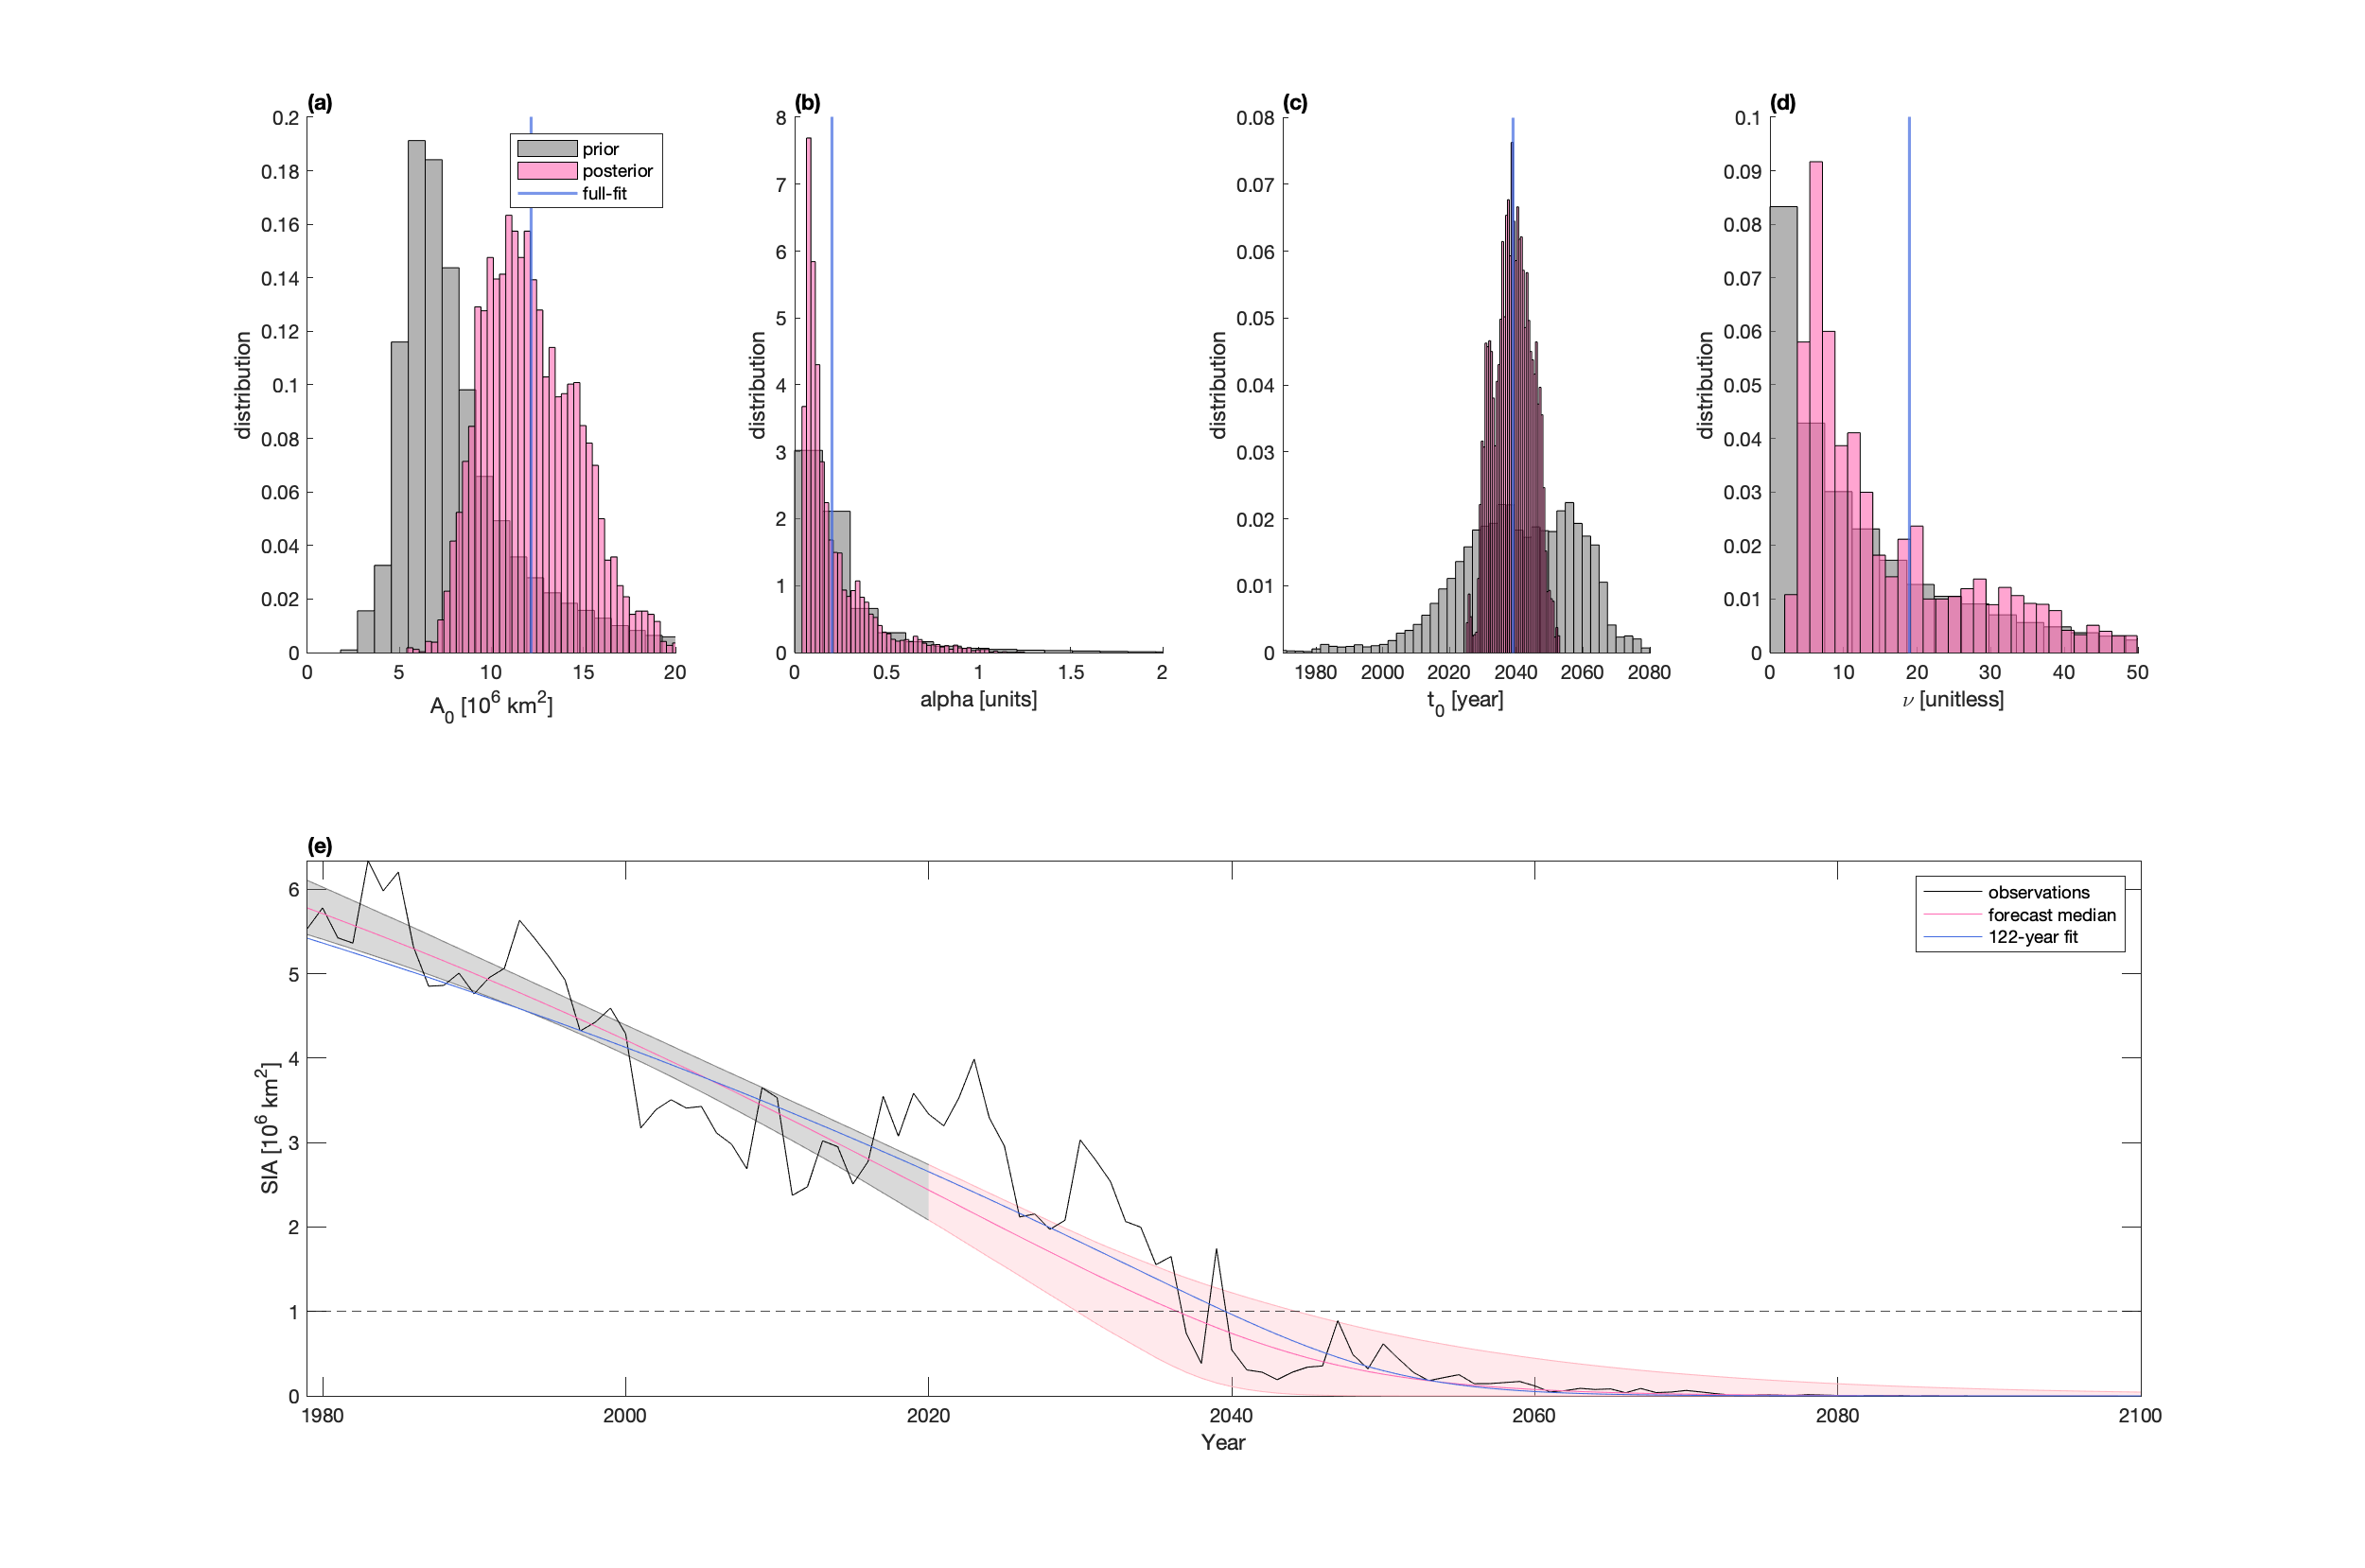 (a)
0.2
0.18
0.16
0.14
0.12
0.1
0.08
0.06
0.04
0.02
0
distribution
0 5 10 15 20
A0 [10^6 km^2]
prior
posterior
full-fit
(b)
8
7
6
5
4
3
2
1
0
distribution
0 0.5 1 1.5 2
alpha [units]
(c)
0.08
0.07
0.06
0.05
0.04
0.03
0.02
0.01
0
distribution
1980 2000 2020 2040 2060 2080
t0 [year]
(d)
0.1
0.09
0.08
0.07
0.06
0.05
0.04
0.03
0.02
0.01
0
distribution
0 10 20 30 40 50
ν [unitless]
(e)
6
5
4
3
2
1
0
SIA [10^6 km^2]
observations
forecast median
122-year fit
1980 2000 2020 2040 2060 2080 2100
Year